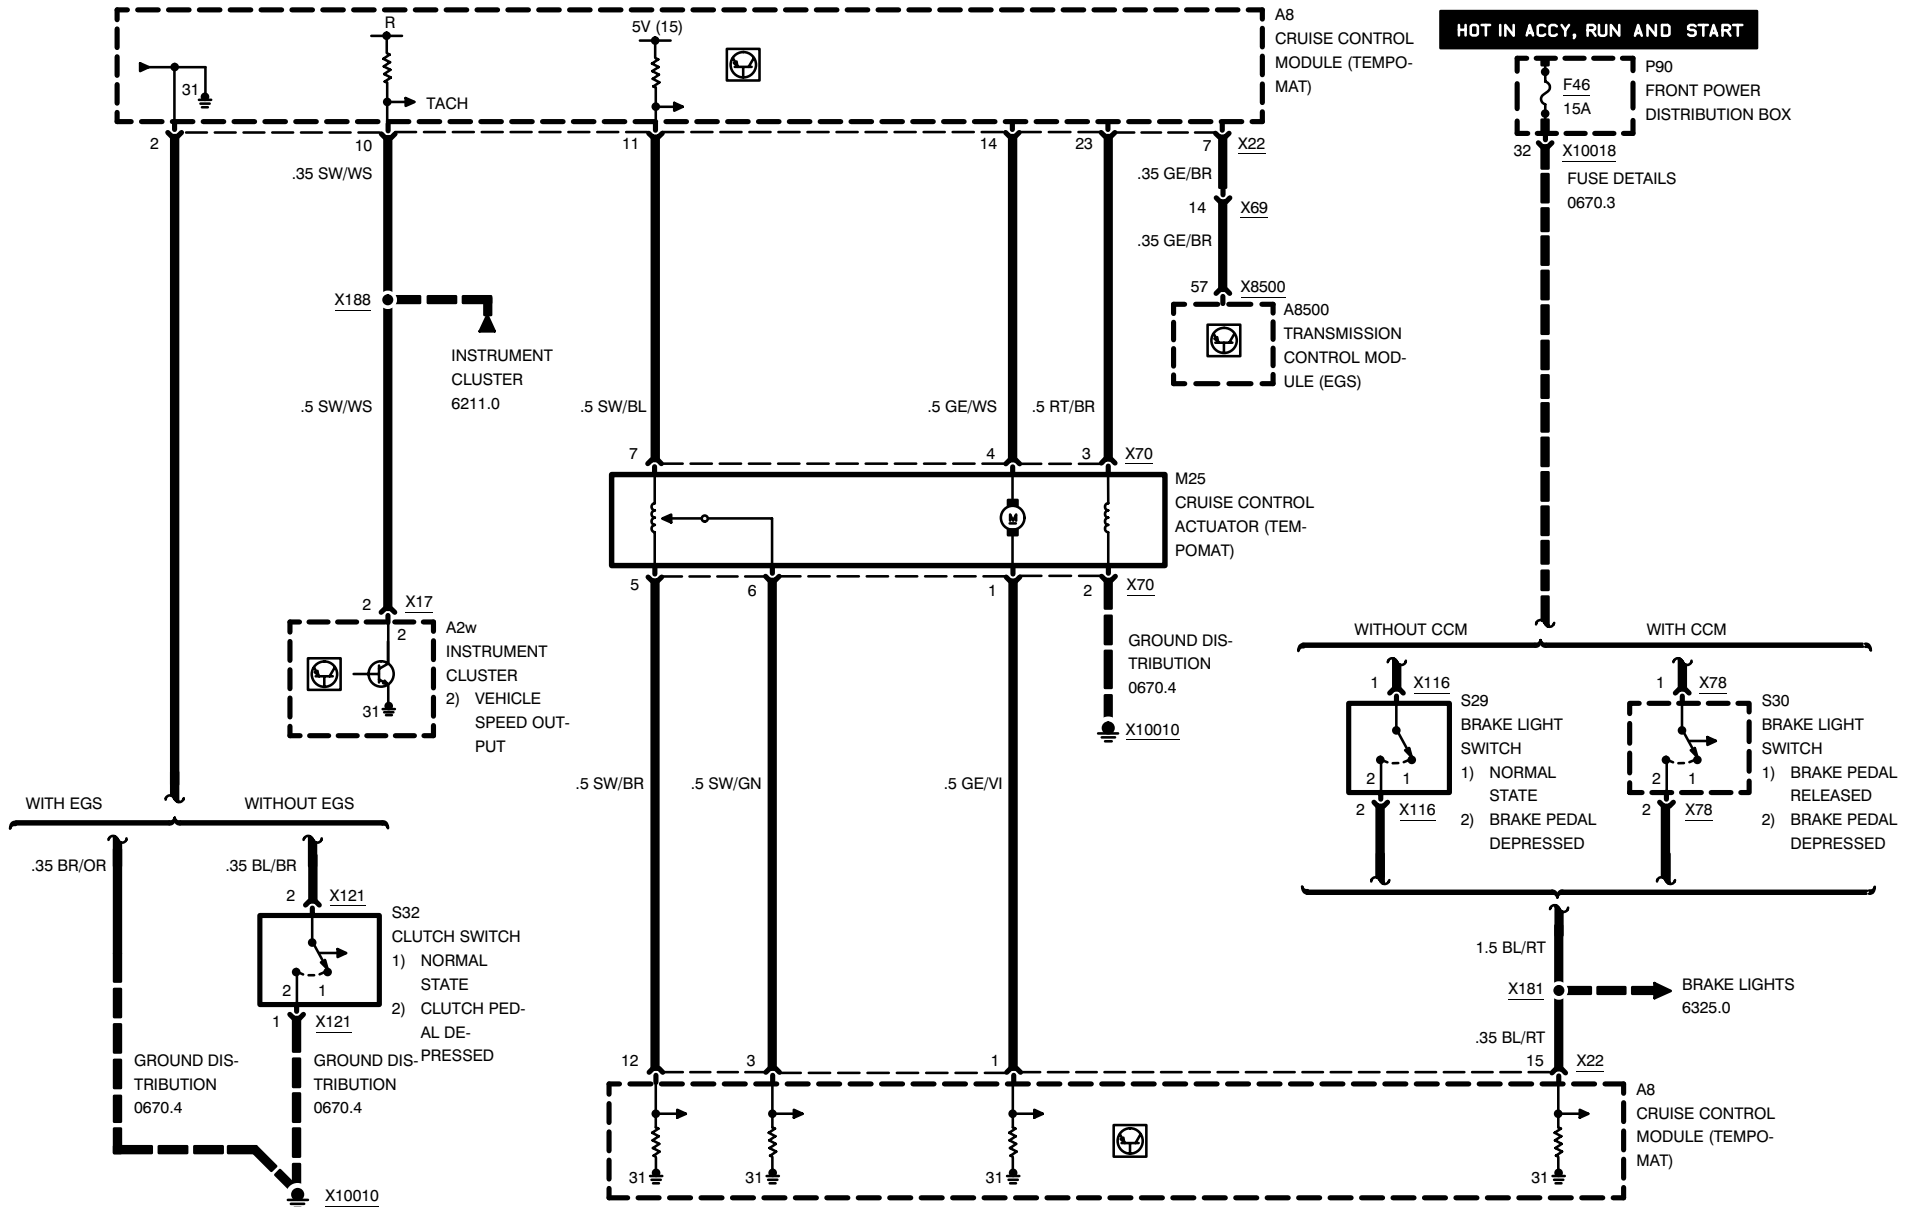 R
5V (15)
31
TACH
A8
CRUISE CONTROL
MODULE (TEMPO-
MAT)
HOT IN ACCY, RUN AND START
F46
15A
P90
FRONT POWER
DISTRIBUTION BOX
2
10
11
14
23
7
X22
32
X10018
FUSE DETAILS
0670.3
.35 SW/WS
.35 GE/BR
14
X69
.35 GE/BR
57
X8500
A8500
TRANSMISSION
CONTROL MOD-
ULE (EGS)
X188
INSTRUMENT
CLUSTER
6211.0
.5 SW/WS
.5 SW/BL
.5 GE/WS
.5 RT/BR
7
4
3
X70
M
M25
CRUISE CONTROL
ACTUATOR (TEM-
POMAT)
5
6
1
2
X70
2
X17
2
31
A2w
INSTRUMENT
CLUSTER
2) VEHICLE
SPEED OUT-
PUT
GROUND DIS-
TRIBUTION
0670.4
X10010
WITHOUT CCM
WITH CCM
1
X116
S29
BRAKE LIGHT
SWITCH
1) NORMAL
STATE
2) BRAKE PEDAL
DEPRESSED
2
1
2
X116
1
X78
S30
BRAKE LIGHT
SWITCH
1) BRAKE PEDAL
RELEASED
2) BRAKE PEDAL
DEPRESSED
2
1
2
X78
.5 SW/BR
.5 SW/GN
.5 GE/VI
WITH EGS
WITHOUT EGS
.35 BR/OR
.35 BL/BR
2
X121
S32
CLUTCH SWITCH
1) NORMAL
STATE
2) CLUTCH PED-
AL DE-
PRESSED
2
1
1
X121
GROUND DIS-
TRIBUTION
0670.4
GROUND DIS-
TRIBUTION
0670.4
X10010
1.5 BL/RT
X181
BRAKE LIGHTS
6325.0
.35 BL/RT
12
3
1
15
X22
31
31
31
31
A8
CRUISE CONTROL
MODULE (TEMPO-
MAT)